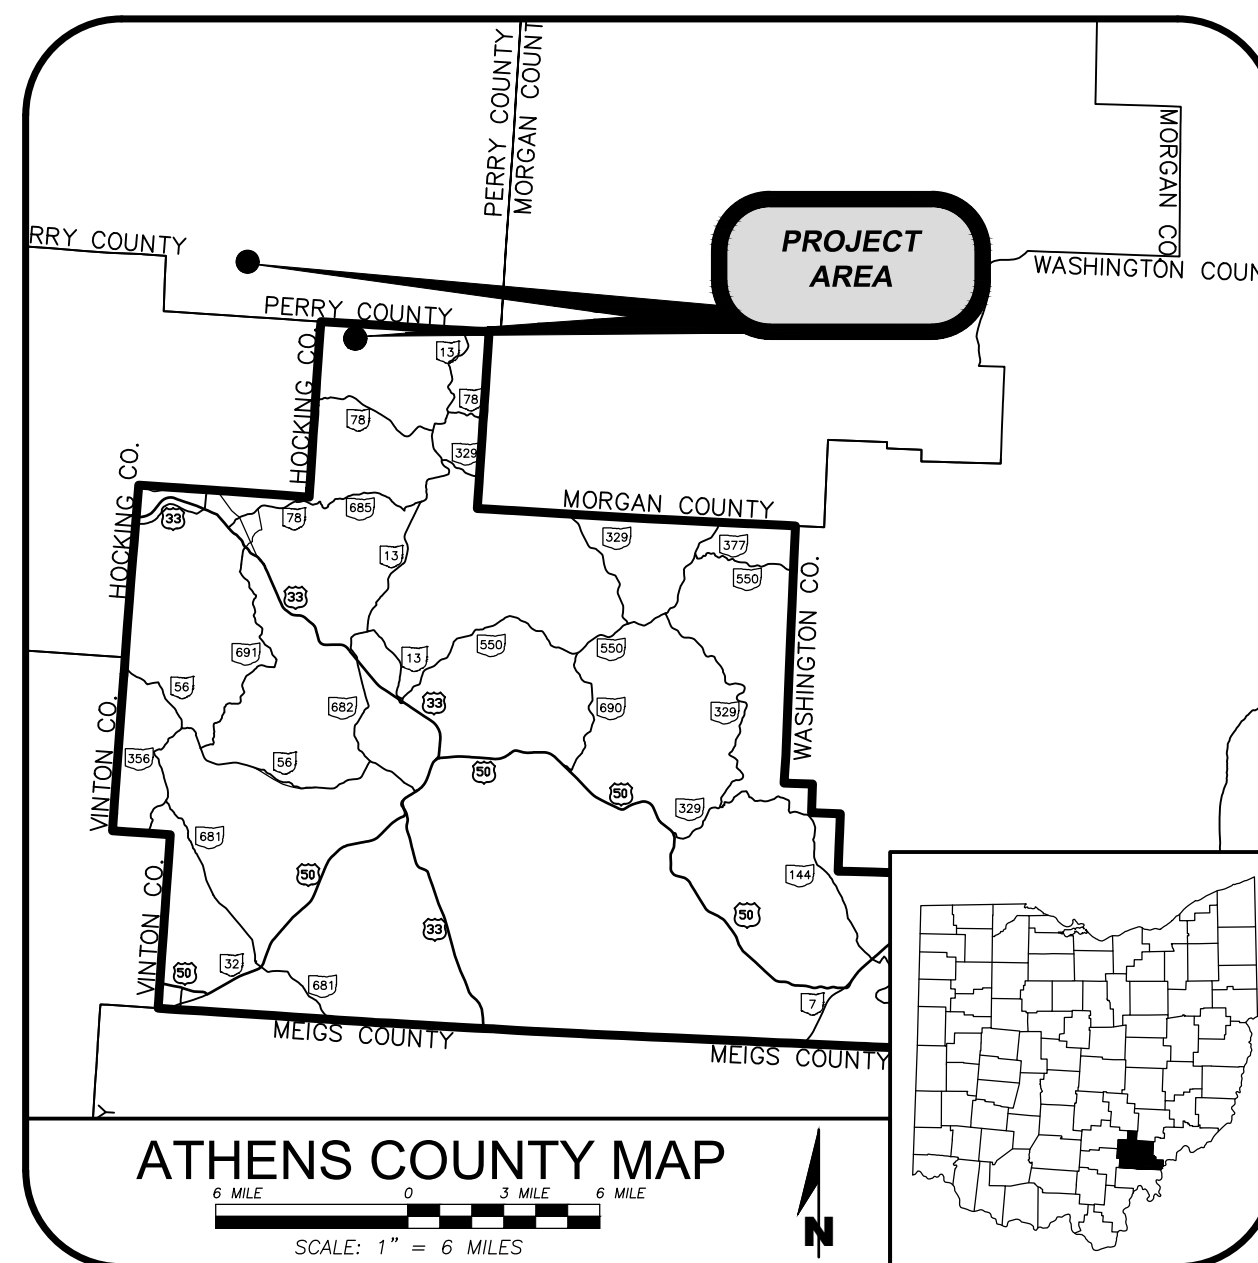 PERRY COUNTY
MORGAN COUNT
MORGAN CO.
RRY COUNTY
PROJECT
AREA
WASHINGTON COUN
PERRY COUNTY
HOCKING CO.
13
78
78
329
HOCKING CO.
MORGAN COUNTY
33
78
685
13
329
377
550
33
WASHINGTON CO.
691
13
550
550
56
682
33
690
329
VINTON CO.
356
56
50
50
329
681
VINTON CO.
50
144
33
50
50
32
681
7
MEIGS COUNTY
MEIGS COUNTY
Y
ATHENS COUNTY MAP
6 MILE 0 3 MILE 6 MILE
SCALE: 1" = 6 MILES
N